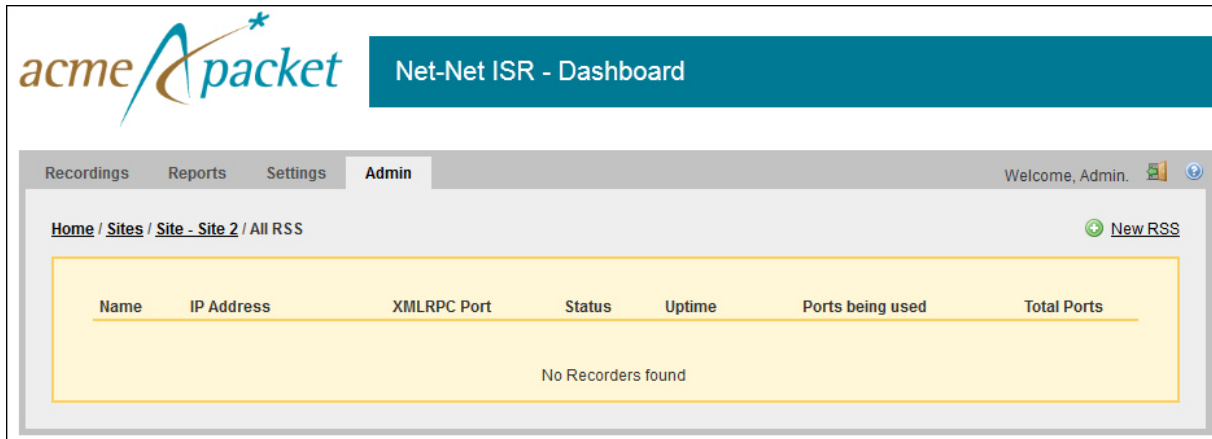 acme packet
Net-Net ISR - Dashboard
Recordings Reports Settings Admin Welcome, Admin.
Home / Sites / Site - Site 2 / All RSS New RSS
Name IP Address XMLRPC Port Status Uptime Ports being used Total Ports
No Recorders found